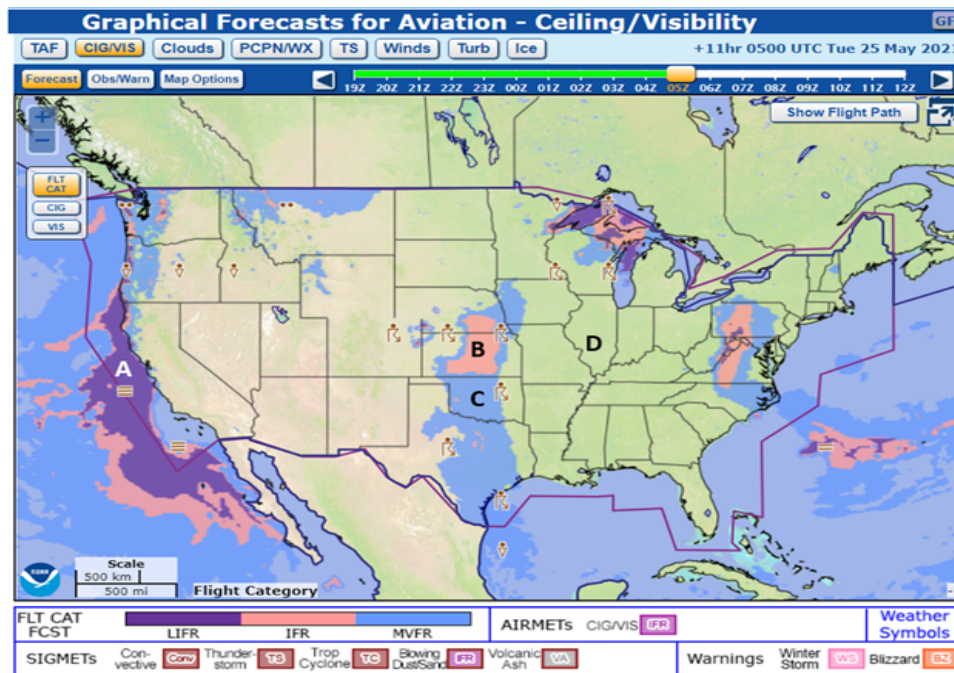 Graphical Forecasts for Aviation - Ceiling/Visibility
GF
TAF CIG/VIS Clouds PCPN/WX TS Winds Turb Ice +11hr 0500 UTC Tue 25 May 2021
Forecast Obs/Warn Map Options
19Z 20Z 21Z 22Z 23Z 00Z 01Z 02Z 03Z 04Z 05Z 06Z 07Z 08Z 09Z 10Z 11Z 12Z
+
Show Flight Path
−
FLT
CAT
CIG
VIS
B
D
A
C
Scale
500 km
500 mi
Flight Category
FLT CAT
FCST
LIFR IFR MVFR
AIRMETs CIG/VIS IFR
Weather
Symbols
SIGMETs Con-
vective Conv Thunder-
storm TS Trop
Cyclone TC Blowing
Dust/Sand IFR Volcanic
Ash VA
Warnings Winter
Storm WS Blizzard BZ